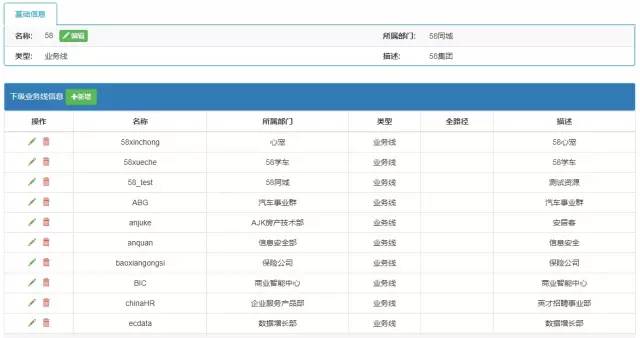 基础信息
名称: 58 编辑 所属部门: 58同城
类型: 业务线 描述: 58集团
下级业务线信息 +新增
操作 名称 所属部门 类型 全路径 描述
58xinchong 心宠 业务线 58心宠
58xueche 58学车 业务线 58学车
58_test 58同城 业务线 测试资源
ABG 汽车事业群 业务线 汽车事业群
anjuke AJK房产技术部 业务线 安居客
anquan 信息安全部 业务线 信息安全
baoxiangongsi 保险公司 业务线 保险公司
BIC 商业智能中心 业务线 商业智能中心
chinaHR 企业服务产品部 业务线 英才招聘事业部
ecdata 数据增长部 业务线 数据增长部